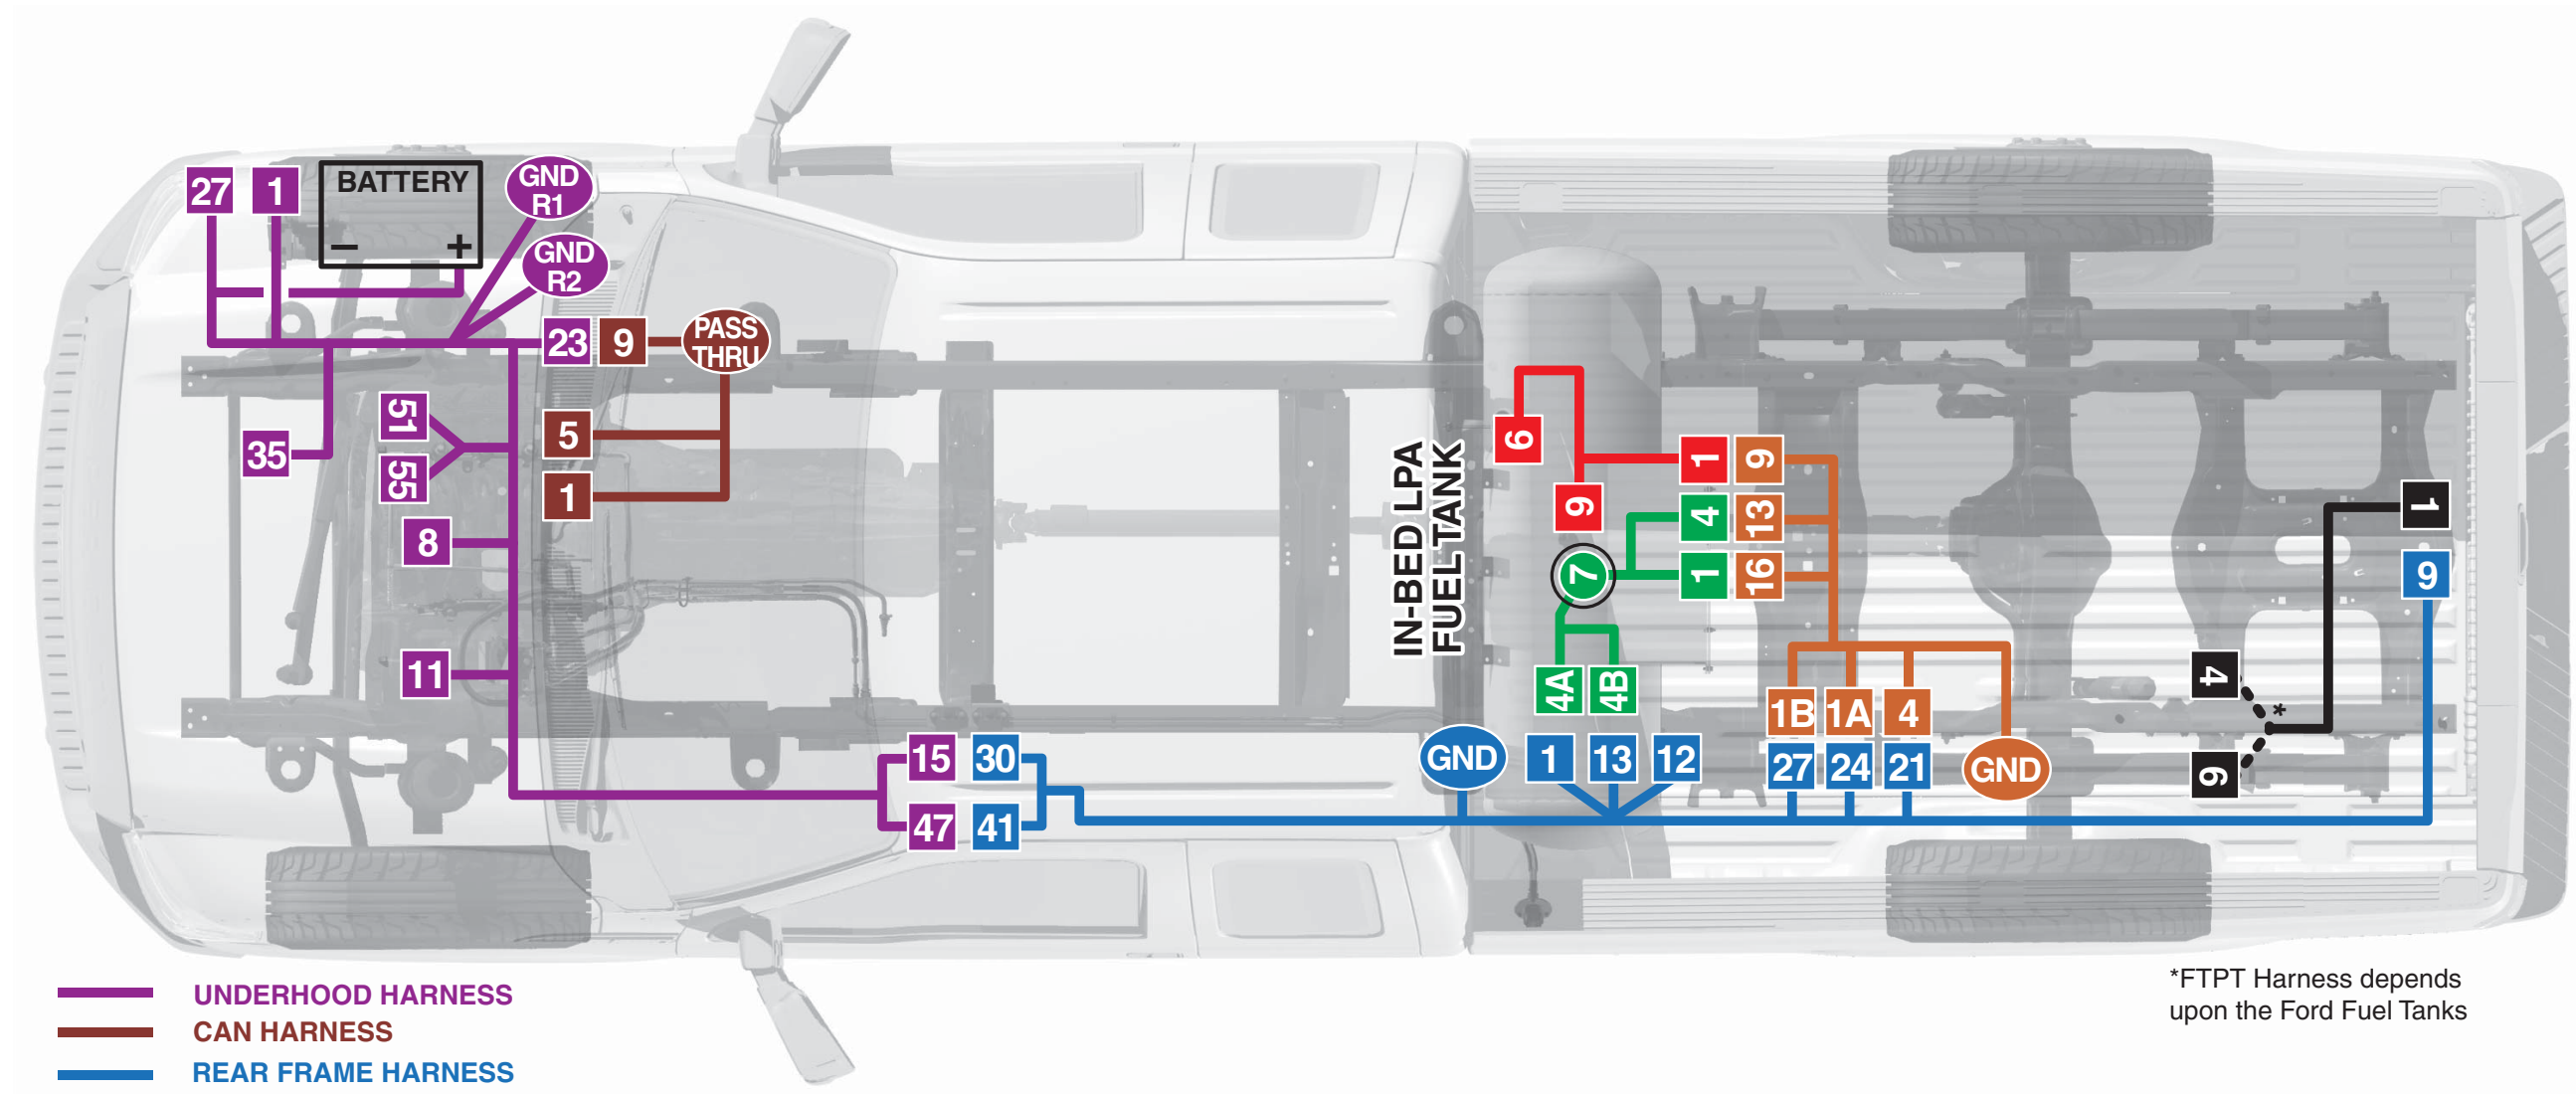 27
1
BATTERY
– +
GND
R1
GND
R2
23
9
PASS
THRU
35
51
55
5
1
8
11
15
30
47
41
IN-BED LPA
FUEL TANK
6
9
1
9
4
13
7
1
16
4A
4B
1B
1A
4
GND
1
13
12
27
24
21
GND
1
9
4
*
6
*FTPT Harness depends
upon the Ford Fuel Tanks
UNDERHOOD HARNESS
CAN HARNESS
REAR FRAME HARNESS